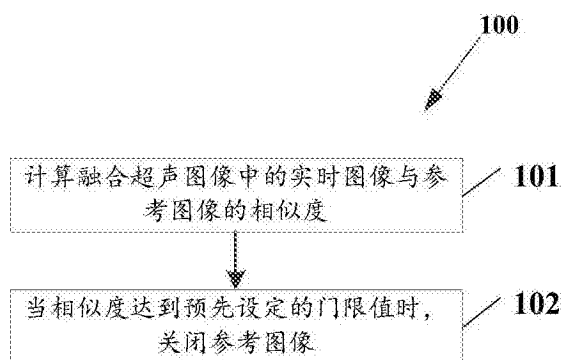 100
计算融合超声图像中的实时图像与参
考图像的相似度
101
当相似度达到预先设定的门限值时，
关闭参考图像
102